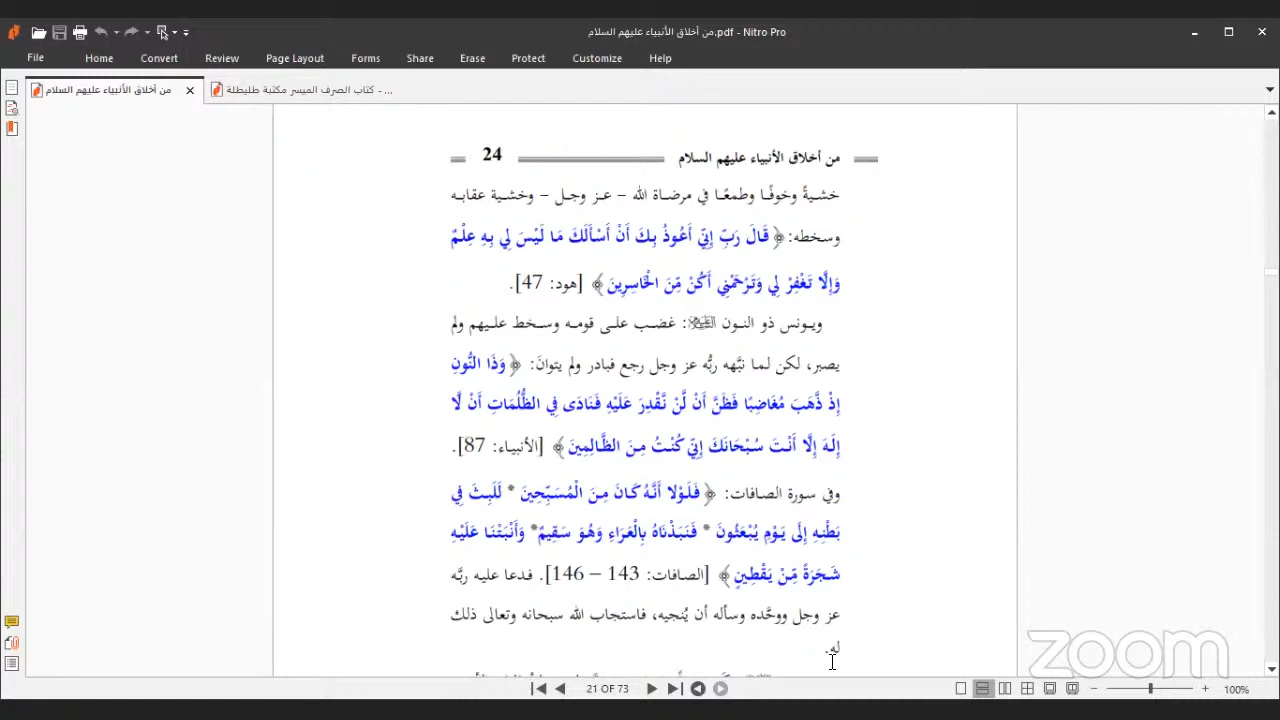 من أخلاق الأنبياء عليهم السلام.pdf - Nitro Pro
File Home Convert Review Page Layout Forms Share Erase Protect Customize Help
من أخلاق الأنبياء عليهم السلام
كتاب الصرف الميسر مكتبة طليطلة - ...
من أخلاق الأنبياء عليهم السلام 24
خشيةً وخوفًا وطمعًا في مرضاة الله – عز وجل – وخشية عقابه
وسخطه: ﴿ قَالَ رَبِّ إِنِّي أَعُوذُ بِكَ أَنْ أَسْأَلَكَ مَا لَيْسَ لِي بِهِ عِلْمٌ
وَإِلَّا تَغْفِرْ لِي وَتَرْحَمْنِي أَكُنْ مِّنَ الْخَاسِرِينَ ﴾ [هود: 47].
ويونس ذو النون عليه السلام: غضب على قومه وسخط عليهم ولم
يصبر، لكن لما نبَّهه ربُّه عز وجل رجع فبادر ولم يتوانَ: ﴿ وَذَا النُّونِ
إِذْ ذَّهَبَ مُغَاضِبًا فَظَنَّ أَنْ لَّنْ نَّقْدِرَ عَلَيْهِ فَنَادَى فِي الظُّلُمَاتِ أَنْ لَّا
إِلَهَ إِلَّا أَنْتَ سُبْحَانَكَ إِنِّي كُنْتُ مِنَ الظَّالِمِينَ ﴾ [الأنبياء: 87].
وفي سورة الصافات: ﴿ فَلَوْلا أَنَّهُ كَانَ مِنَ الْمُسَبِّحِينَ * لَلَبِثَ فِي
بَطْنِهِ إِلَى يَوْمِ يُبْعَثُونَ * فَنَبَذْنَاهُ بِالْعَرَاءِ وَهُوَ سَقِيمٌ* وَأَنْبَتْنَا عَلَيْهِ
شَجَرَةً مِّنْ يَقْطِينٍ ﴾ [الصافات: 143 – 146]. فدعا عليه ربَّه
عز وجل ووحَّده وسأله أن يُنجيه، فاستجاب الله سبحانه وتعالى ذلك
له.
zoom
21 OF 73
100%